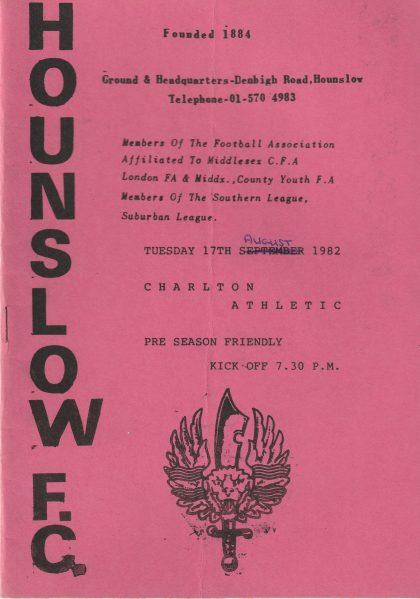 HOUNSLOW F.C.
Founded 1884
Ground & Headquarters-Denbigh Road,Hounslow
Telephone-01-570 4983
Members Of The Football Association
Affiliated To Middlesex C.F.A
London FA & Middx.,County Youth F.A
Members Of The Southern League,
Suburban League.
AUGUST
TUESDAY 17TH SEPTEMBER 1982
CHARLTON
ATHLETIC
PRE SEASON FRIENDLY
KICK-OFF 7.30 P.M.